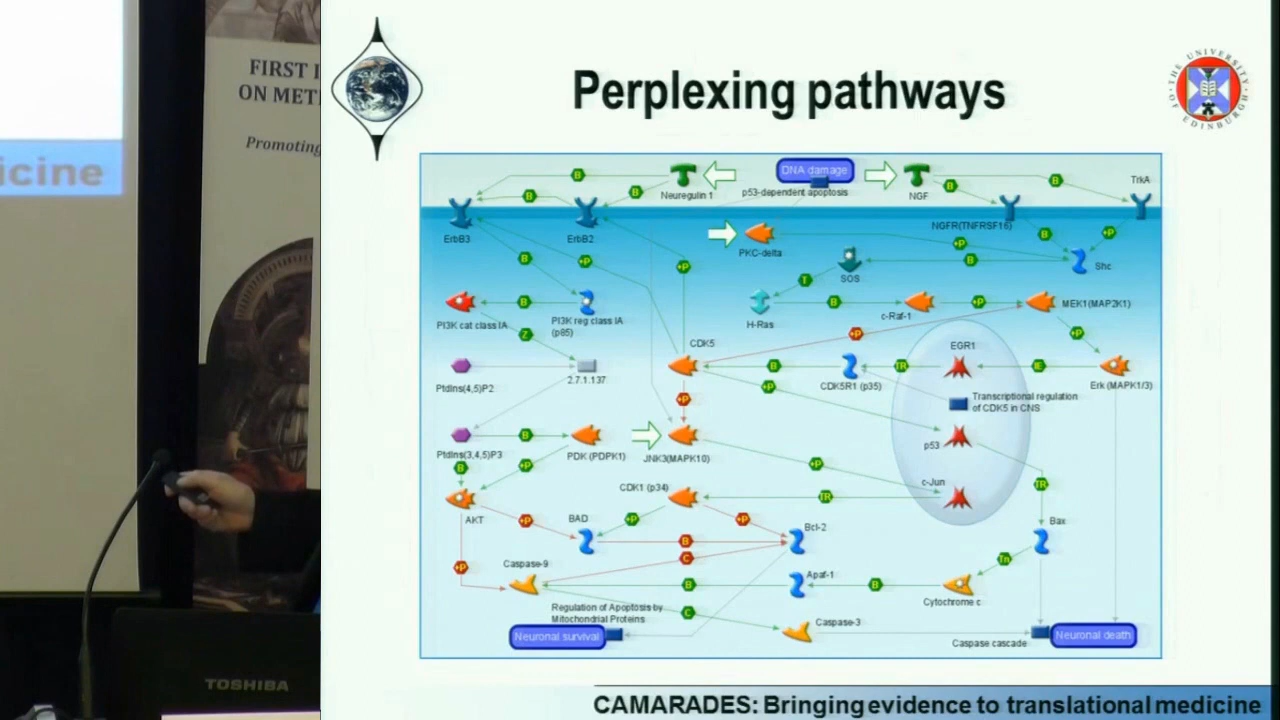 icine
FIRST I
ON METH
Promoting
TOSHIBA
Perplexing pathways
THE UNIVERSITY OF EDINBURGH
DNA damage
p53-dependent apoptosis
Neuregulin 1
NGF
TrkA
ErbB3
ErbB2
NGFR(TNFRSF16)
PKC-delta
SOS
Shc
PI3K cat class IA
PI3K reg class IA
(p85)
H-Ras
c-Raf-1
MEK1(MAP2K1)
CDK5
EGR1
PtdIns(4,5)P2
2.7.1.137
CDK5R1 (p35)
Erk (MAPK1/3)
Transcriptional regulation
of CDK5 in CNS
p53
PtdIns(3,4,5)P3
PDK (PDPK1)
JNK3(MAPK10)
CDK1 (p34)
c-Jun
AKT
BAD
Bcl-2
Bax
Caspase-9
Apaf-1
Cytochrome c
Regulation of Apoptosis by
Mitochondrial Proteins
Caspase-3
Neuronal survival
Caspase cascade
Neuronal death
CAMARADES: Bringing evidence to translational medicine